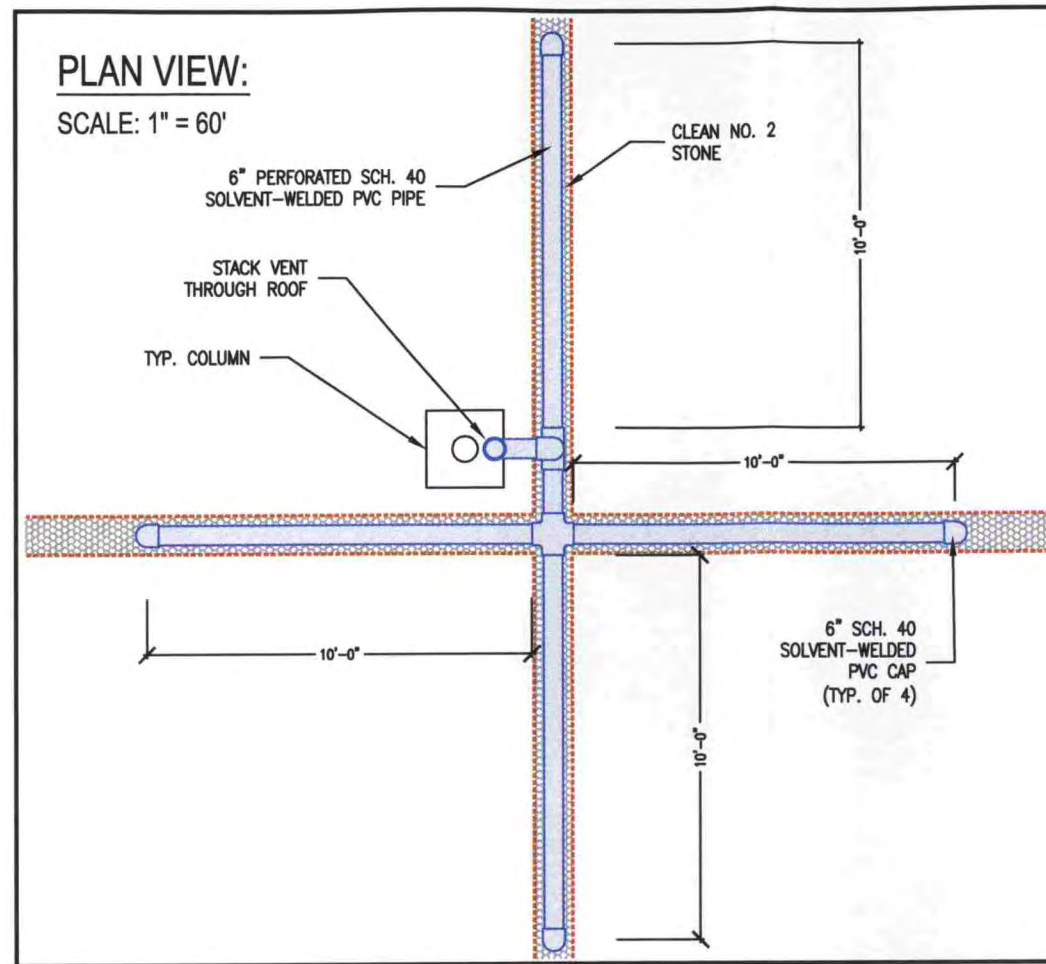 PLAN VIEW:
SCALE: 1" = 60'
6" PERFORATED SCH. 40
SOLVENT-WELDED PVC PIPE
CLEAN NO. 2
STONE
STACK VENT
THROUGH ROOF
TYP. COLUMN
10'-0"
10'-0"
10'-0"
10'-0"
6" SCH. 40
SOLVENT-WELDED
PVC CAP
(TYP. OF 4)